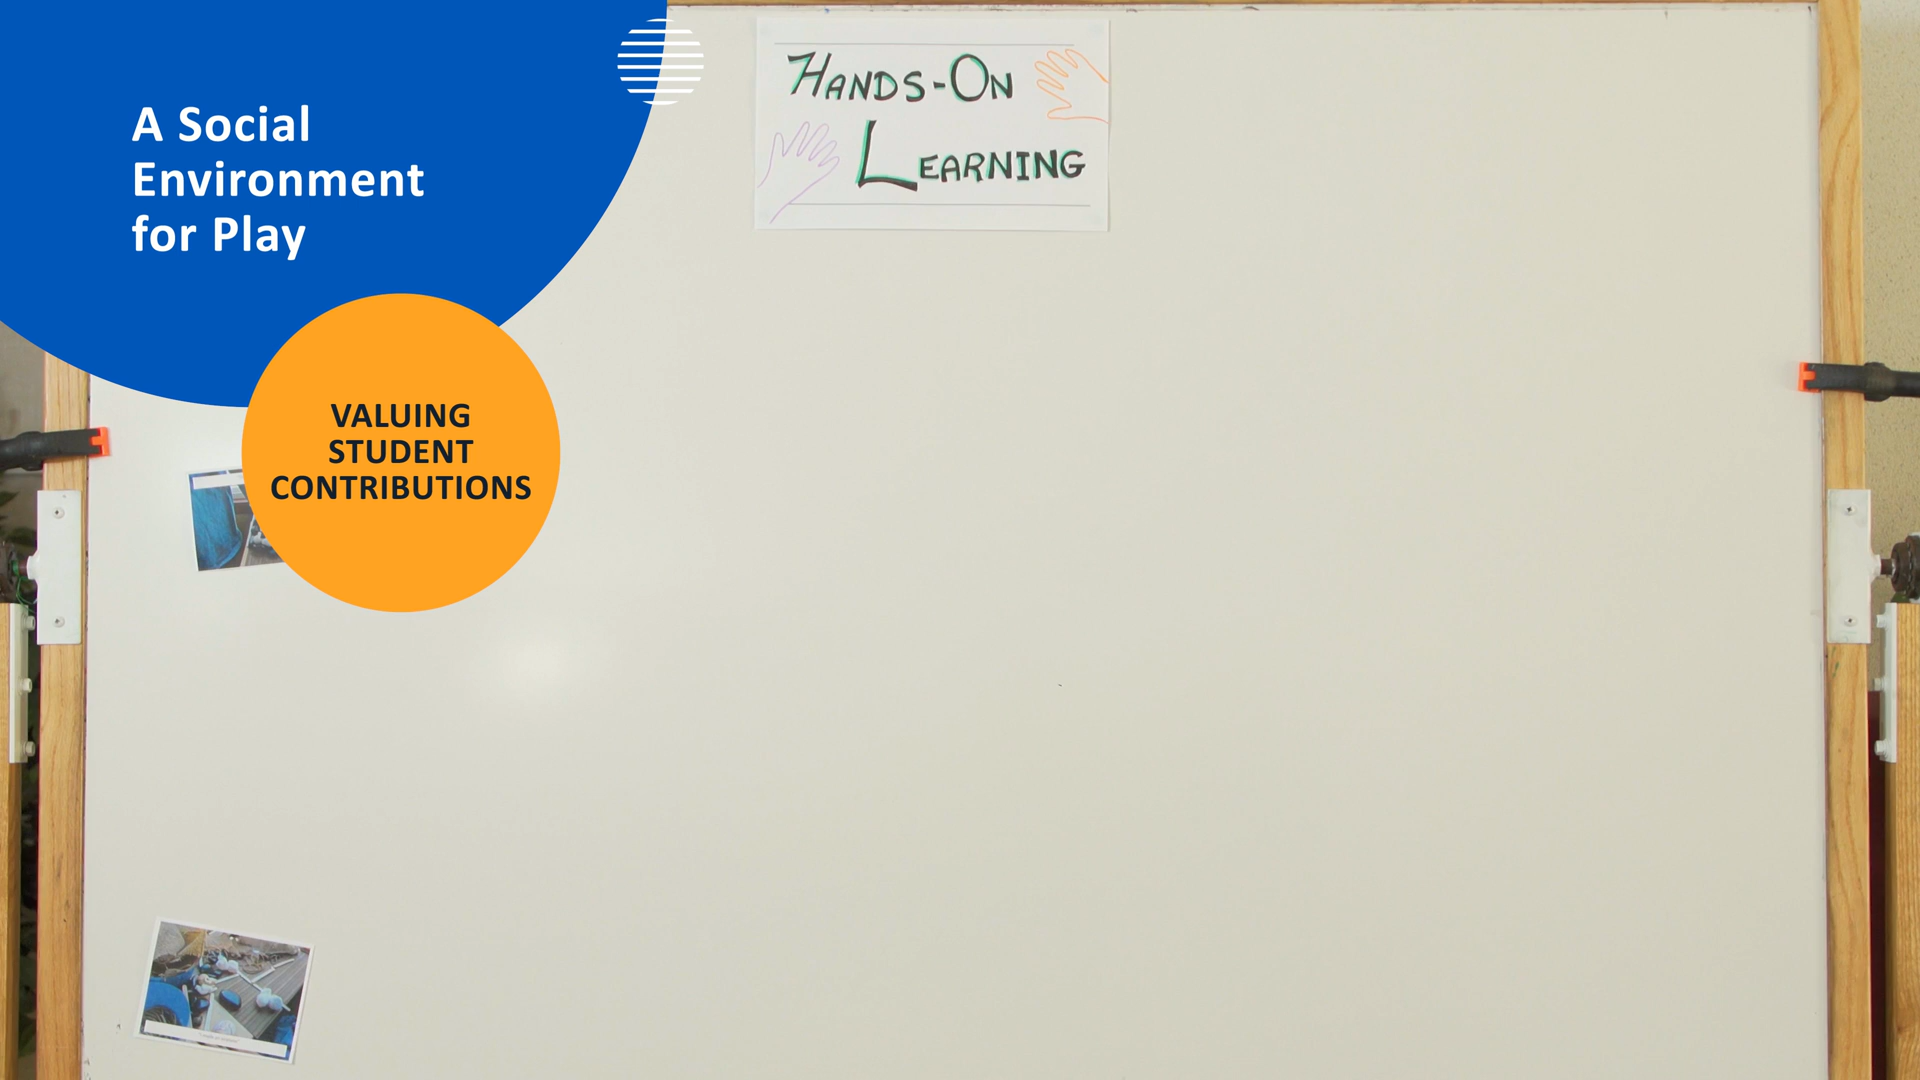 A Social
Environment
for Play
VALUING
STUDENT
CONTRIBUTIONS
HANDS-ON
LEARNING